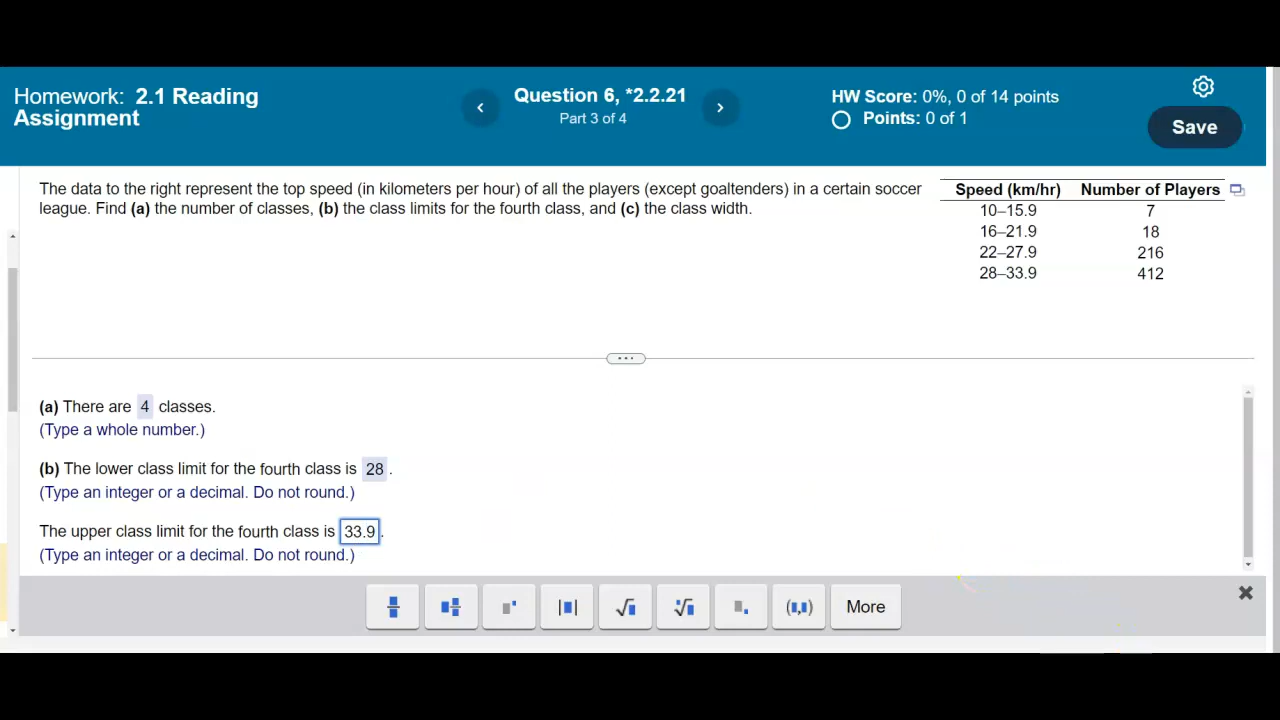 Homework: 2.1 Reading
Assignment
Question 6, *2.2.21
Part 3 of 4
HW Score: 0%, 0 of 14 points
Points: 0 of 1
Save
The data to the right represent the top speed (in kilometers per hour) of all the players (except goaltenders) in a certain soccer
league. Find (a) the number of classes, (b) the class limits for the fourth class, and (c) the class width.
Speed (km/hr) Number of Players
10–15.9 7
16–21.9 18
22–27.9 216
28–33.9 412
(a) There are 4 classes.
(Type a whole number.)
(b) The lower class limit for the fourth class is 28.
(Type an integer or a decimal. Do not round.)
The upper class limit for the fourth class is 33.9.
(Type an integer or a decimal. Do not round.)
More